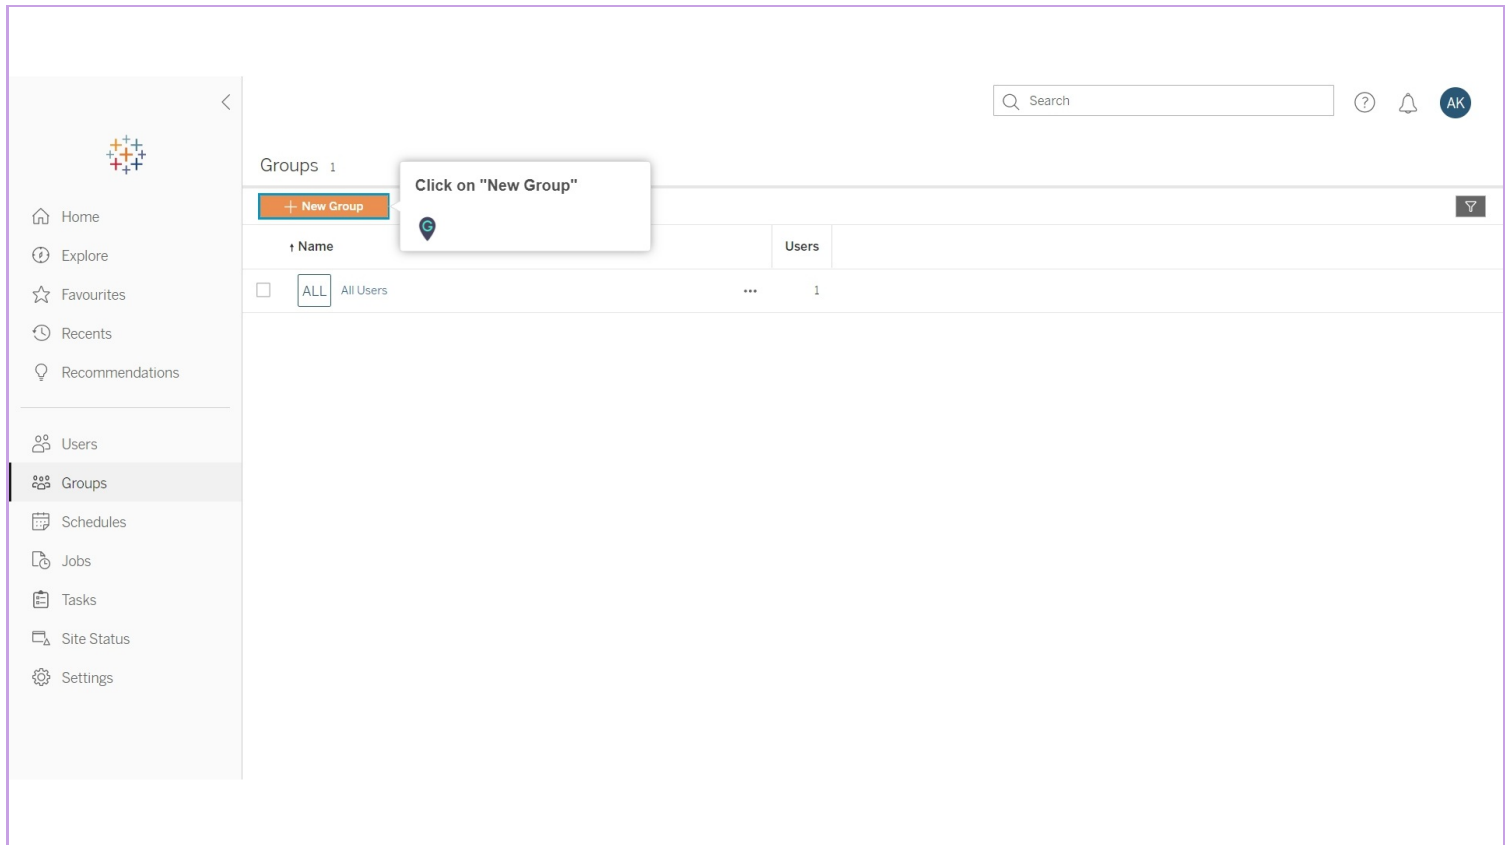 Search
?
AK
Groups 1
Click on "New Group"
G
New Group
Home
Explore
Favourites
Recents
Recommendations
Users
Groups
Schedules
Jobs
Tasks
Site Status
Settings
↑ Name
Users
ALL All Users ••• 1